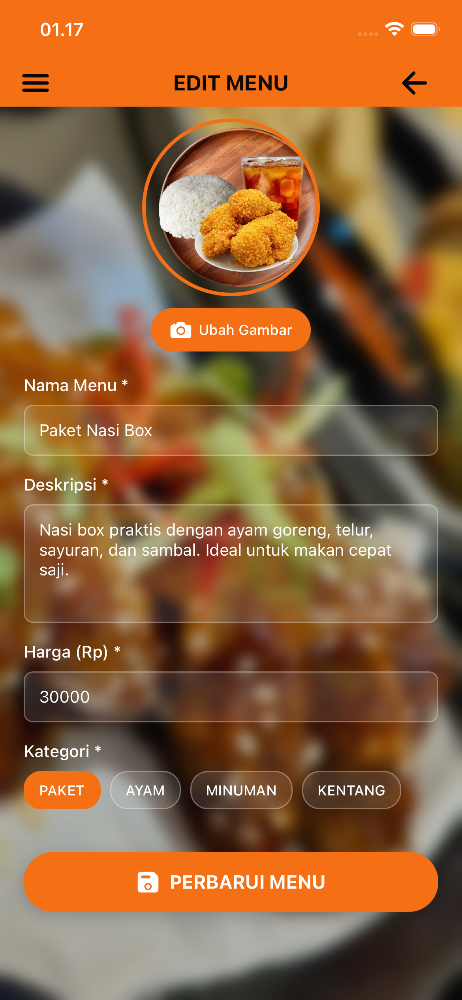 01.17
EDIT MENU
Ubah Gambar
Nama Menu *
Paket Nasi Box
Deskripsi *
Nasi box praktis dengan ayam goreng, telur,
sayuran, dan sambal. Ideal untuk makan cepat
saji.
Harga (Rp) *
30000
Kategori *
PAKET AYAM MINUMAN KENTANG
PERBARUI MENU